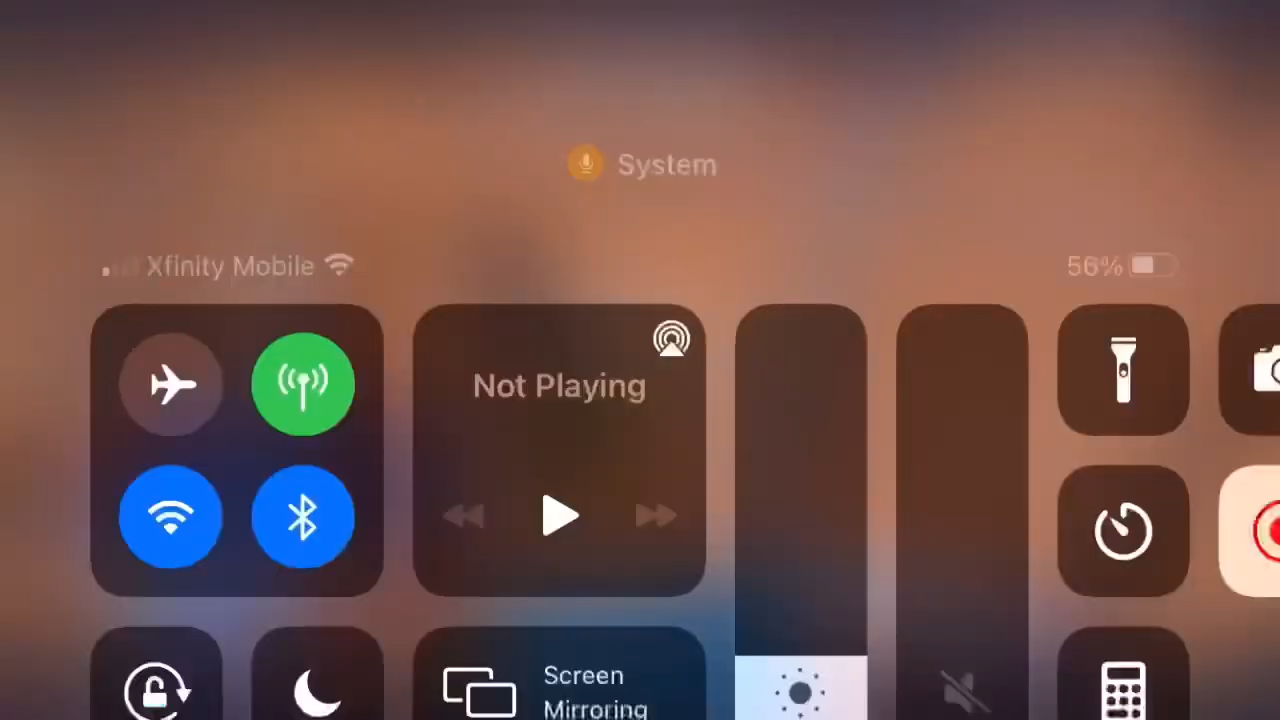 System
Xfinity Mobile
56%
Not Playing
Screen
Mirroring